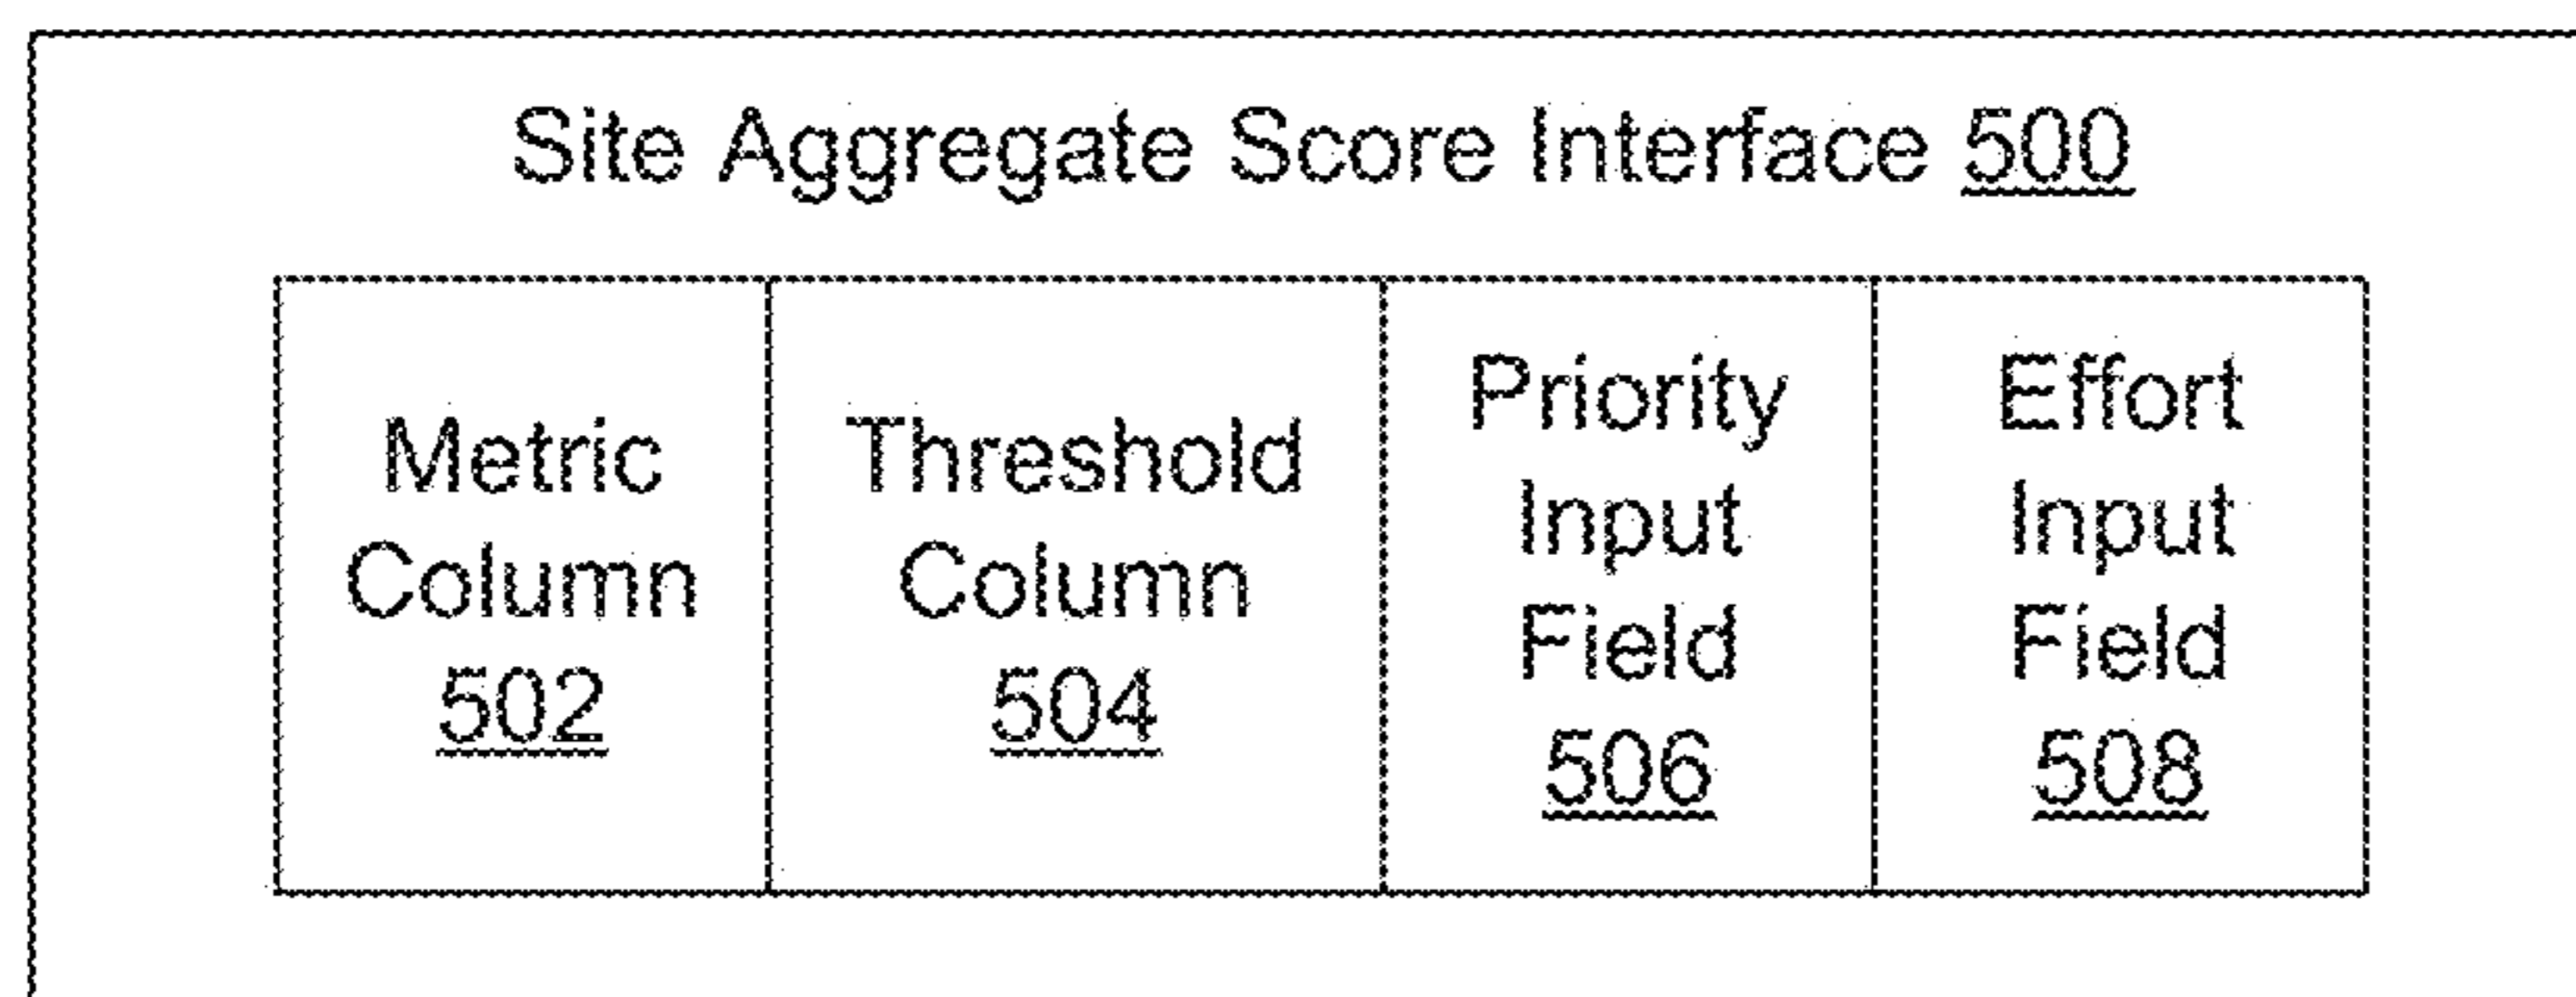 Site Aggregate Score Interface 500
Metric
Column
502
Threshold
Column
504
Priority
Input
Field
506
Effort
Input
Field
508